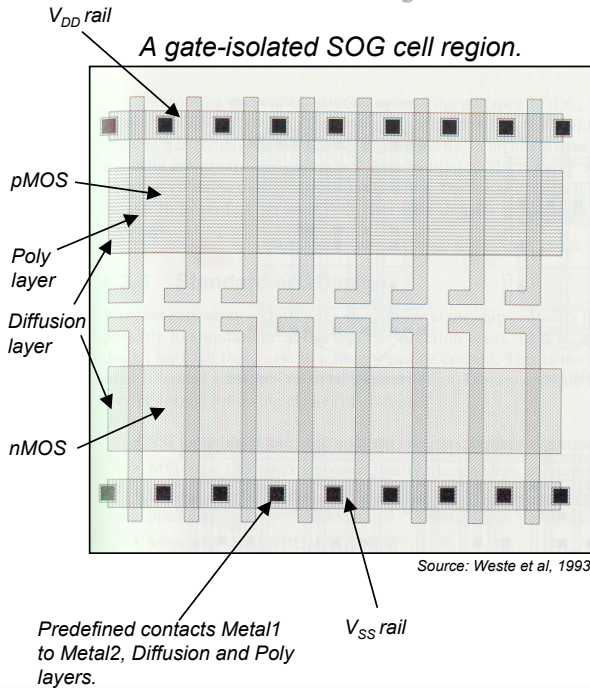 V_DD rail
A gate-isolated SOG cell region.
pMOS
Poly
layer
Diffusion
layer
nMOS
Source: Weste et al, 1993
Predefined contacts Metal1
to Metal2, Diffusion and Poly
layers.
V_SS rail